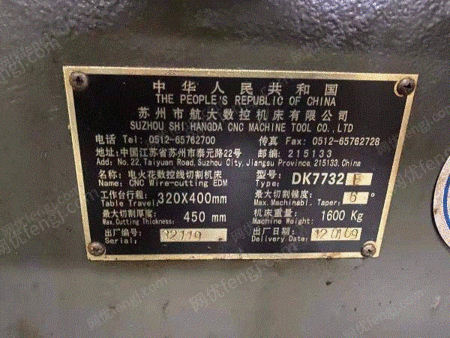 中华人民共和国
THE PEOPLE'S REPUBLIC OF CHINA
苏州市航大数控机床有限公司
SUZHOU SHI HANGDA CNC MACHINE TOOL CO.,LTD
电话 Tel: 0512-65762700 传真 Fax: 0512-65762728
地址:中国江苏省苏州市泰元路22号 邮编: 215133
Add: No.22,Taiyuan Road,Suzhou City,Jiangsu Province 215133,China.
名称: 电火花数控线切割机床 型号: DK7732
Name: CNC Wire-cutting EDM Type:
工作台行程: 320X400mm 最大切割锥度: 6°
Table Travel: Max.Machinabl.Taper:
最大切割厚度: 450 mm 机床重量: 1600 Kg
Max.Cutting Thickness: Machine Weight:
出厂编号: 出厂日期:
Serial: Delivery Date:
网优
fengj.com